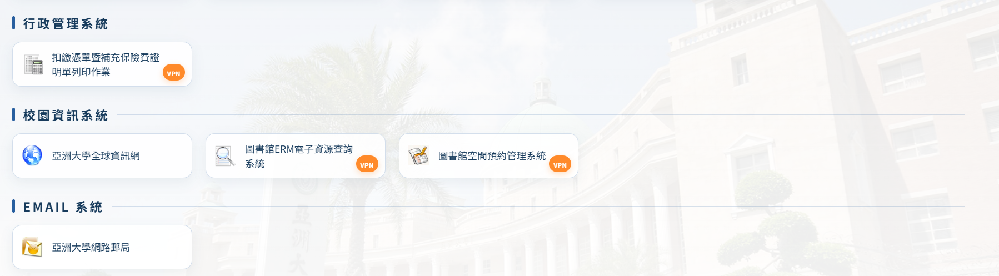 行政管理系統
扣繳憑單暨補充保險費證
明單列印作業
VPN
校園資訊系統
亞洲大學全球資訊網
圖書館ERM電子資源查詢
系統
VPN
圖書館空間預約管理系統
VPN
EMAIL 系統
亞洲大學網路郵局
亞
洲
大